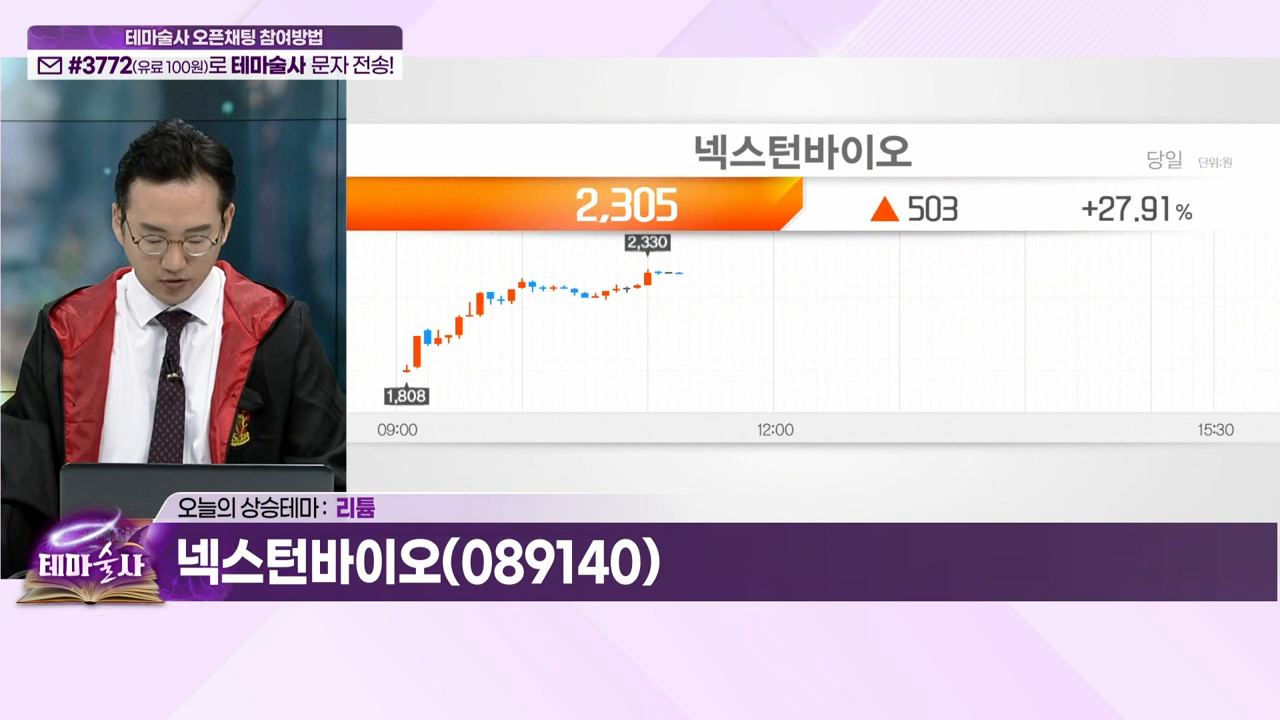 테마술사 오픈채팅 참여방법
#3772(유료 100원)로 테마술사 문자 전송!
넥스턴바이오
당일 단위:원
2,305 ▲ 503 +27.91%
2,330
1,808
09:00 12:00 15:30
오늘의 상승테마 : 리튬
테마술사
넥스턴바이오(089140)